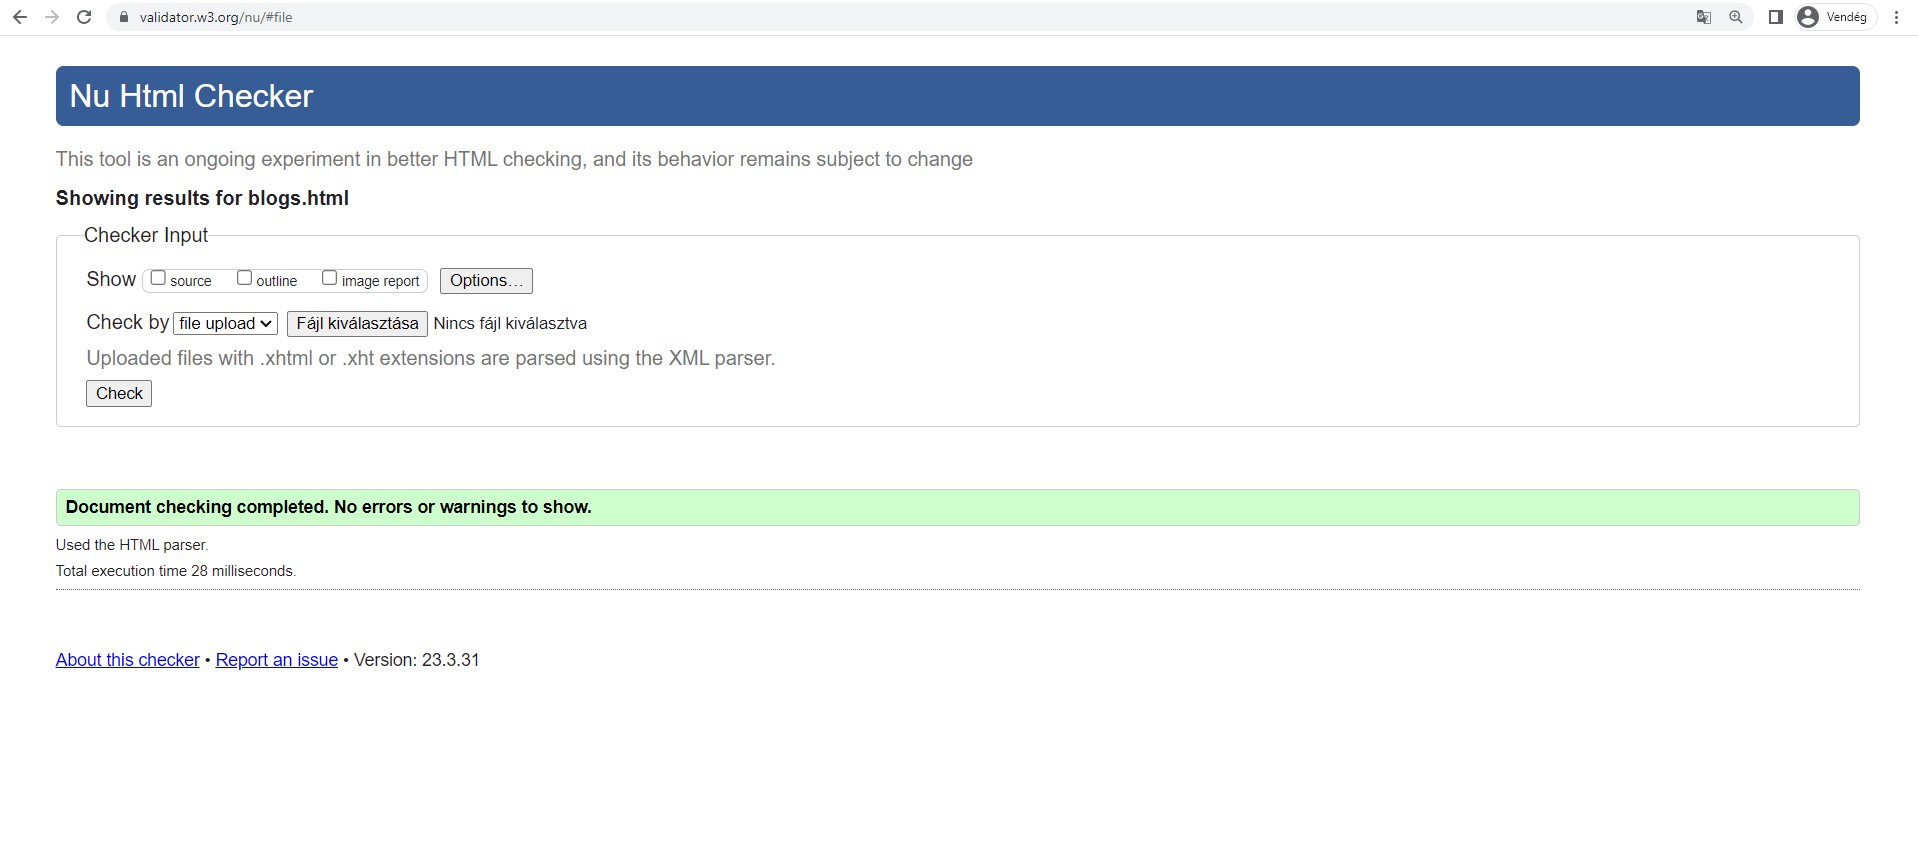 validator.w3.org/nu/#file
Vendég
Nu Html Checker
This tool is an ongoing experiment in better HTML checking, and its behavior remains subject to change
Showing results for blogs.html
Checker Input
Show source outline image report Options...
Check by file upload Fájl kiválasztása Nincs fájl kiválasztva
Uploaded files with .xhtml or .xht extensions are parsed using the XML parser.
Check
Document checking completed. No errors or warnings to show.
Used the HTML parser.
Total execution time 28 milliseconds.
About this checker • Report an issue • Version: 23.3.31